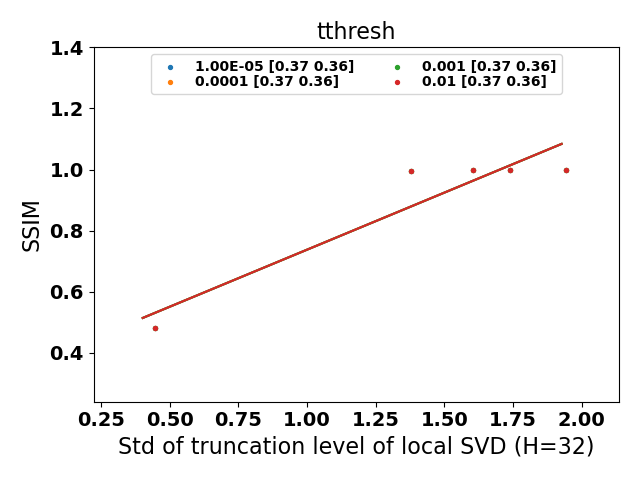 tthresh
1.00E-05 [0.37 0.36]
0.0001 [0.37 0.36]
0.001 [0.37 0.36]
0.01 [0.37 0.36]
SSIM
1.4
1.2
1.0
0.8
0.6
0.4
0.25 0.50 0.75 1.00 1.25 1.50 1.75 2.00
Std of truncation level of local SVD (H=32)